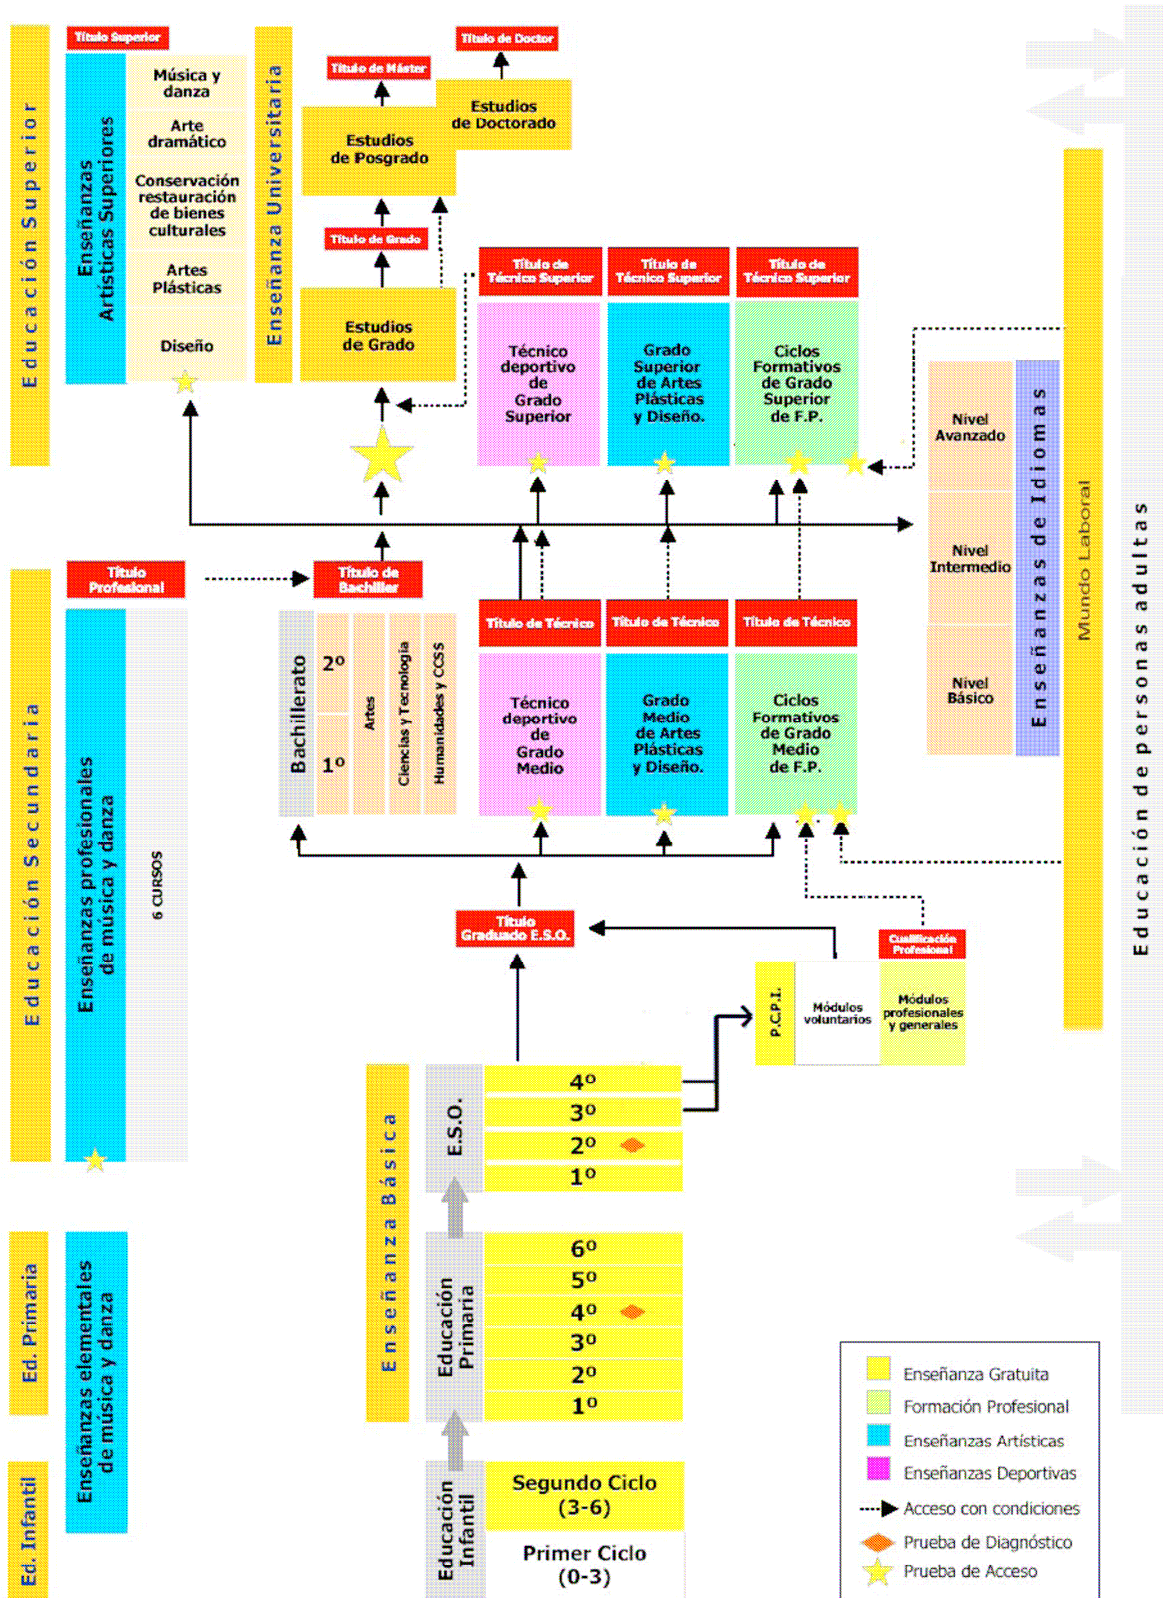 Educación Superior
Título Superior
Enseñanzas
Artísticas Superiores
Música y
danza
Arte
dramático
Conservación
restauración
de bienes
culturales
Artes
Plásticas
Diseño
Enseñanza Universitaria
Título de Doctor
Título de Máster
Estudios
de Doctorado
Estudios
de Posgrado
Título de Grado
Estudios
de Grado
Título de
Técnico Superior
Título de
Técnico Superior
Título de
Técnico Superior
Técnico
deportivo
de
Grado
Superior
Grado
Superior
de Artes
Plásticas
y Diseño.
Ciclos
Formativos
de Grado
Superior
de F.P.
Nivel
Avanzado
Nivel
Intermedio
Nivel
Básico
Enseñanzas de Idiomas
Mundo Laboral
Educación de personas adultas
Educación Secundaria
Título
Profesional
Enseñanzas profesionales
de música y danza
6 CURSOS
Título de
Bachiller
Bachillerato
2º
1º
Artes
Ciencias y Tecnología
Humanidades y CCSS
Título de Técnico
Título de Técnico
Título de Técnico
Técnico
deportivo
de
Grado
Medio
Grado
Medio
de Artes
Plásticas
y Diseño.
Ciclos
Formativos
de Grado
Medio
de F.P.
Título
Graduado E.S.O.
Cualificación
Profesional
P.C.P.I.
Módulos
voluntarios
Módulos
profesionales
y generales
Enseñanza Básica
E.S.O.
4º
3º
2º
1º
Ed. Primaria
Enseñanzas elementales
de música y danza
Educación
Primaria
6º
5º
4º
3º
2º
1º
Ed. Infantil
Educación
Infantil
Segundo Ciclo
(3-6)
Primer Ciclo
(0-3)
Enseñanza Gratuita
Formación Profesional
Enseñanzas Artísticas
Enseñanzas Deportivas
Acceso con condiciones
Prueba de Diagnóstico
Prueba de Acceso